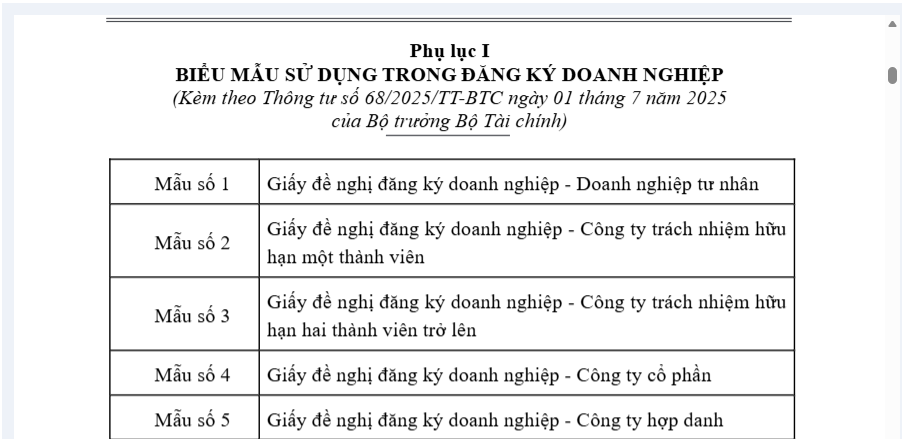 Phụ lục I
BIỂU MẪU SỬ DỤNG TRONG ĐĂNG KÝ DOANH NGHIỆP
(Kèm theo Thông tư số 68/2025/TT-BTC ngày 01 tháng 7 năm 2025
của Bộ trưởng Bộ Tài chính)
Mẫu số 1 Giấy đề nghị đăng ký doanh nghiệp - Doanh nghiệp tư nhân
Mẫu số 2 Giấy đề nghị đăng ký doanh nghiệp - Công ty trách nhiệm hữu
hạn một thành viên
Mẫu số 3 Giấy đề nghị đăng ký doanh nghiệp - Công ty trách nhiệm hữu
hạn hai thành viên trở lên
Mẫu số 4 Giấy đề nghị đăng ký doanh nghiệp - Công ty cổ phần
Mẫu số 5 Giấy đề nghị đăng ký doanh nghiệp - Công ty hợp danh